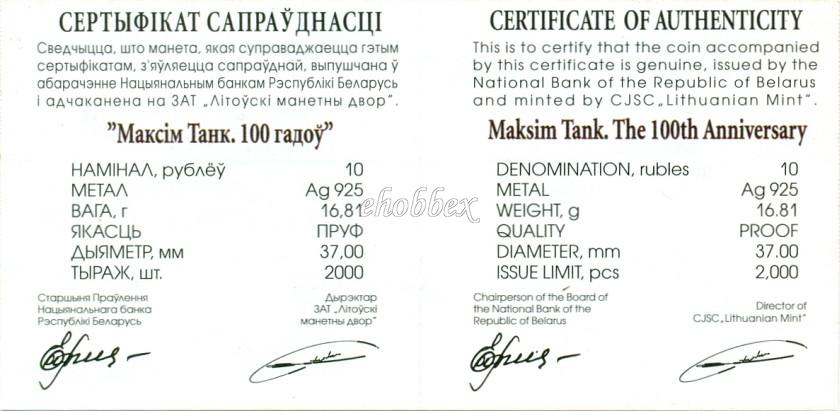 СЕРТЫФІКАТ САПРАЎДНАСЦІ
Сведчыцца, што манета, якая суправаджаецца гэтым
сертыфікатам, з'яўляецца сапраўднай, выпушчана ў
абарачэнне Нацыянальным банкам Рэспублікі Беларусь
і адчаканена на ЗАТ „Літоўскі манетны двор”.
”Максім Танк. 100 гадоў”
НАМІНАЛ, рублёў 10
МЕТАЛ Ag 925
ВАГА, г 16,81
ЯКАСЦЬ ПРУФ
ДЫЯМЕТР, мм 37,00
ТЫРАЖ, шт. 2000
Старшыня Праўлення
Нацыянальнага банка
Рэспублікі Беларусь
Дырэктар
ЗАТ „Літоўскі
манетны двор”
CERTIFICATE OF AUTHENTICITY
This is to certify that the coin accompanied
by this certificate is genuine, issued by the
National Bank of the Republic of Belarus
and minted by CJSC „Lithuanian Mint”.
Maksim Tank. The 100th Anniversary
DENOMINATION, rubles 10
METAL Ag 925
WEIGHT, g 16.81
QUALITY PROOF
DIAMETER, mm 37.00
ISSUE LIMIT, pcs 2,000
Chairperson of the Board of
the National Bank of the
Republic of Belarus
Director of
CJSC „Lithuanian Mint”
ehobbex